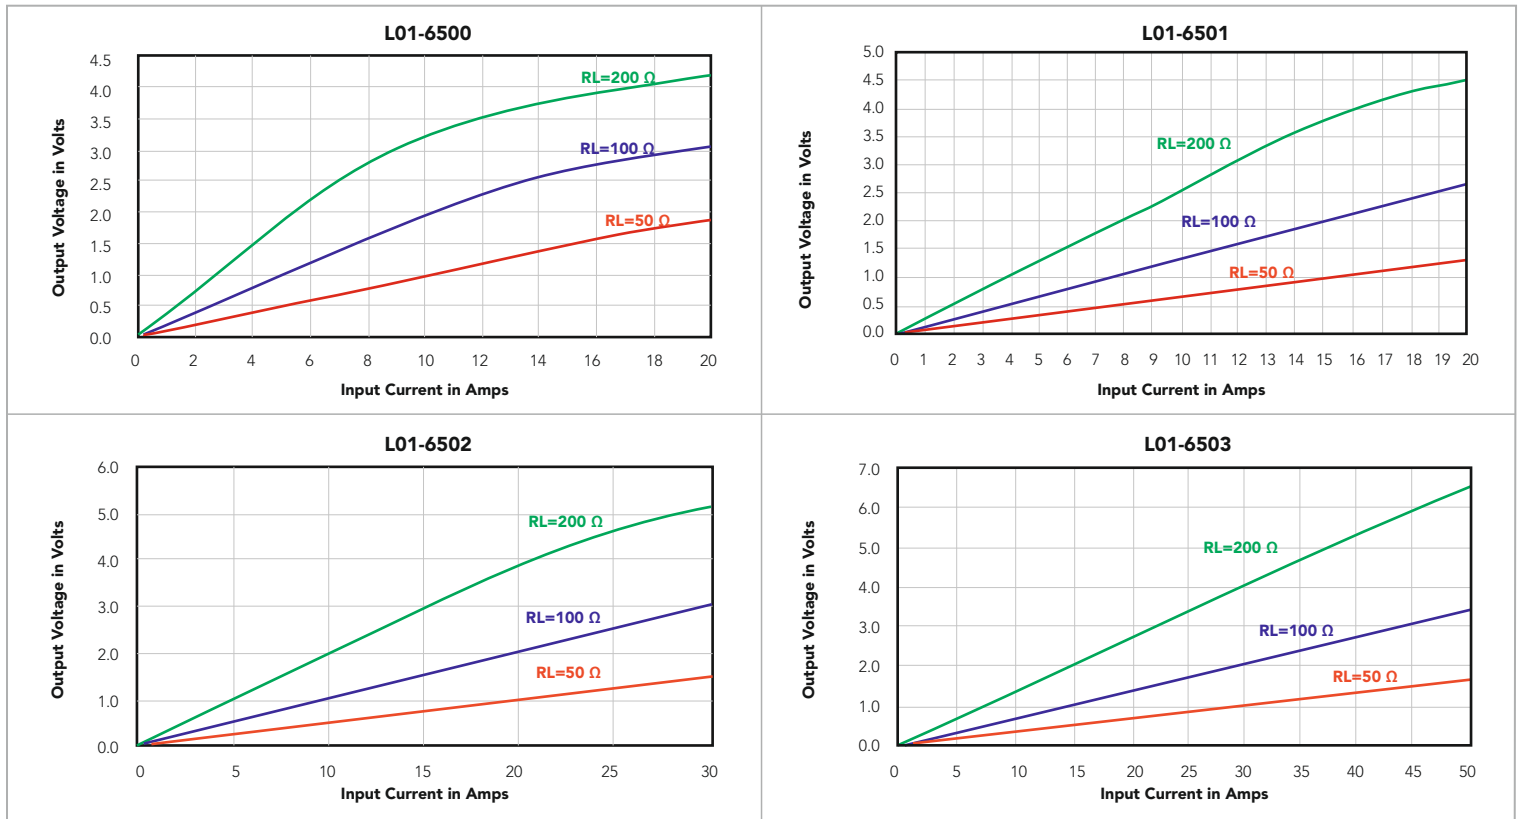 L01-6500
4.5
4.0
3.5
3.0
2.5
2.0
1.5
1.0
0.5
0.0
Output Voltage in Volts
RL=200 Ω
RL=100 Ω
RL=50 Ω
0 2 4 6 8 10 12 14 16 18 20
Input Current in Amps
L01-6501
5.0
4.5
4.0
3.5
3.0
2.5
2.0
1.5
1.0
0.5
0.0
Output Voltage in Volts
RL=200 Ω
RL=100 Ω
RL=50 Ω
0 1 2 3 4 5 6 7 8 9 10 11 12 13 14 15 16 17 18 19 20
Input Current in Amps
L01-6502
6.0
5.0
4.0
3.0
2.0
1.0
0.0
Output Voltage in Volts
RL=200 Ω
RL=100 Ω
RL=50 Ω
0 5 10 15 20 25 30
Input Current in Amps
L01-6503
7.0
6.0
5.0
4.0
3.0
2.0
1.0
0.0
Output Voltage in Volts
RL=200 Ω
RL=100 Ω
RL=50 Ω
0 5 10 15 20 25 30 35 40 45 50
Input Current in Amps